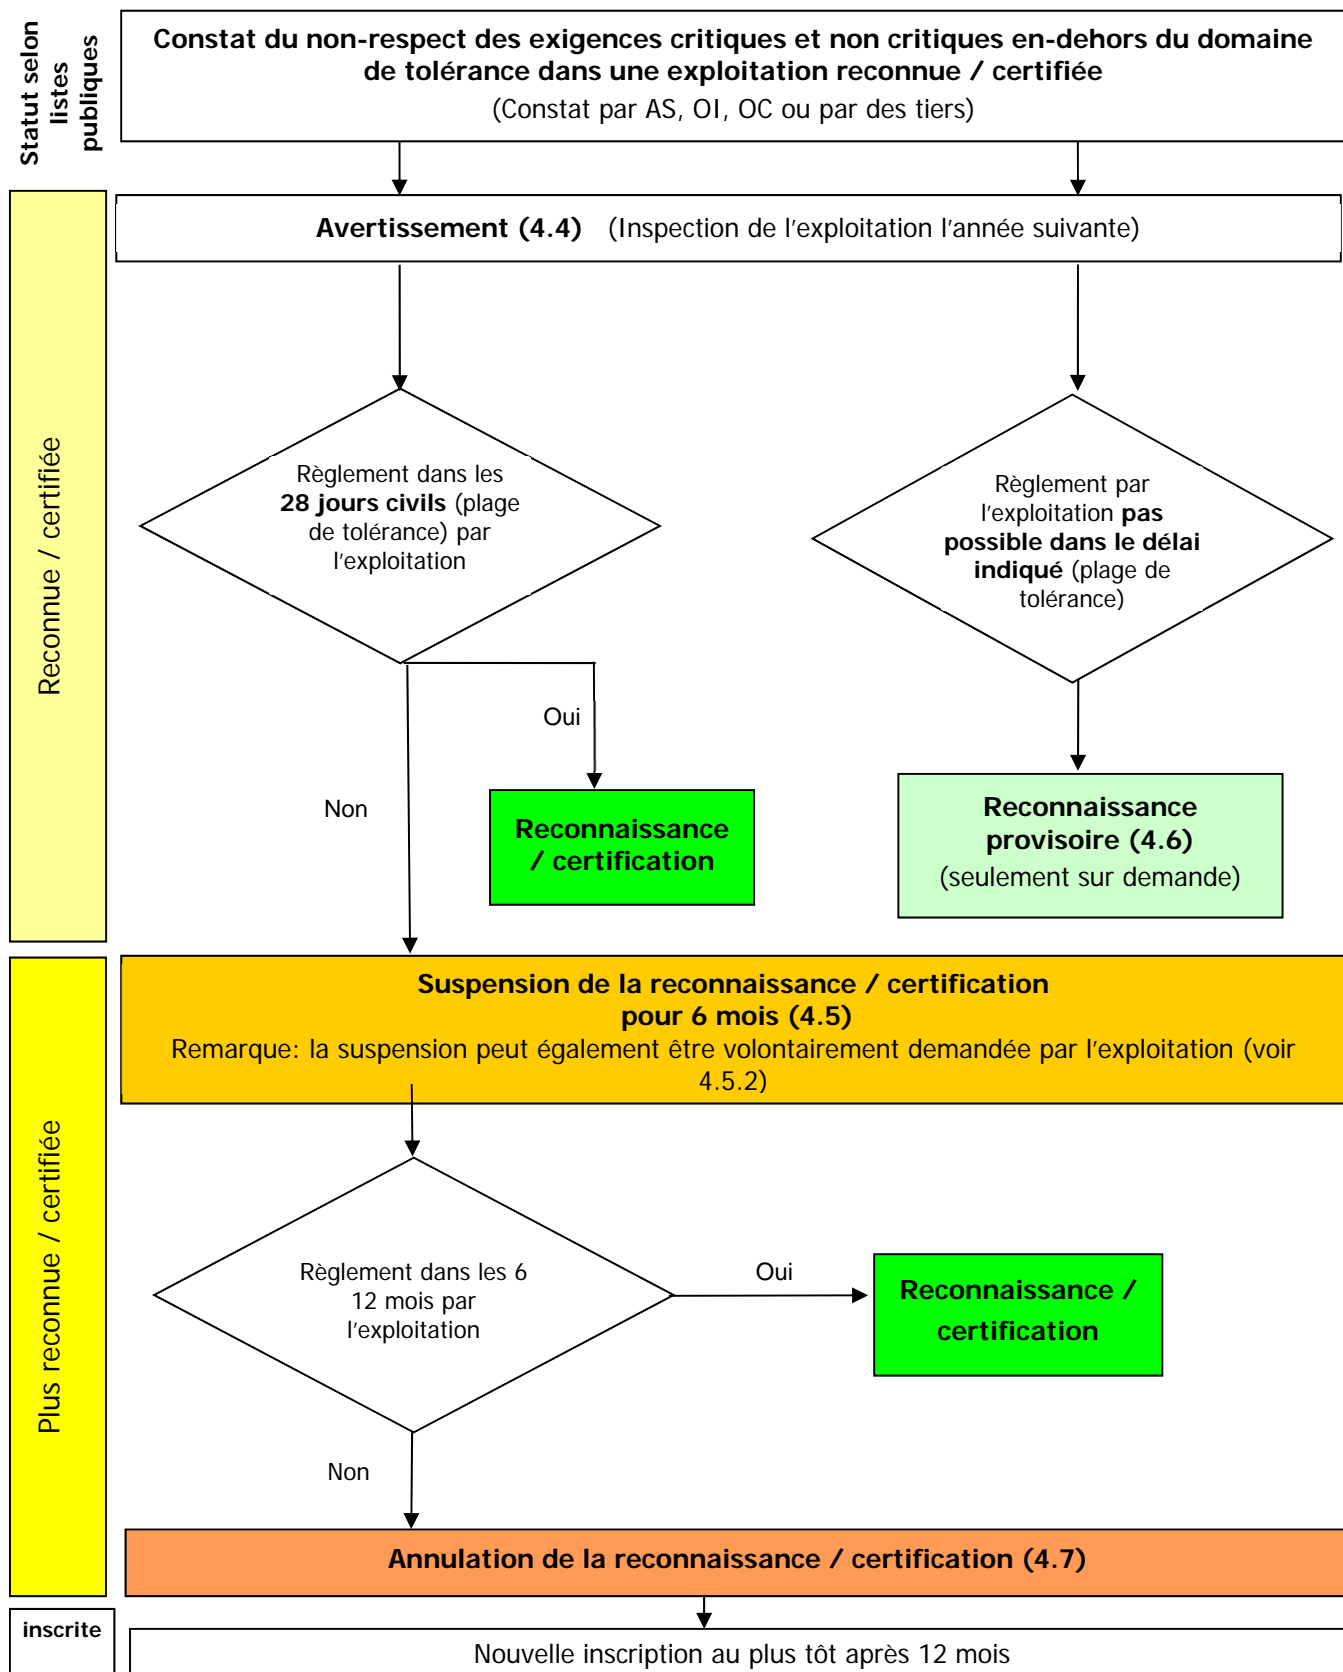 Statut selon
listes
publiques
Constat du non-respect des exigences critiques et non critiques en-dehors du domaine
de tolérance dans une exploitation reconnue / certifiée
(Constat par AS, OI, OC ou par des tiers)
Reconnue / certifiée
Avertissement (4.4) (Inspection de l'exploitation l'année suivante)
Règlement dans les
28 jours civils (plage
de tolérance) par
l'exploitation
Règlement par
l'exploitation pas
possible dans le délai
indiqué (plage de
tolérance)
Oui
Non
Reconnaissance
/ certification
Reconnaissance
provisoire (4.6)
(seulement sur demande)
Plus reconnue / certifiée
Suspension de la reconnaissance / certification
pour 6 mois (4.5)
Remarque: la suspension peut également être volontairement demandée par l'exploitation (voir
4.5.2)
Règlement dans les 6
12 mois par
l'exploitation
Oui
Reconnaissance /
certification
Non
Annulation de la reconnaissance / certification (4.7)
inscrite
Nouvelle inscription au plus tôt après 12 mois